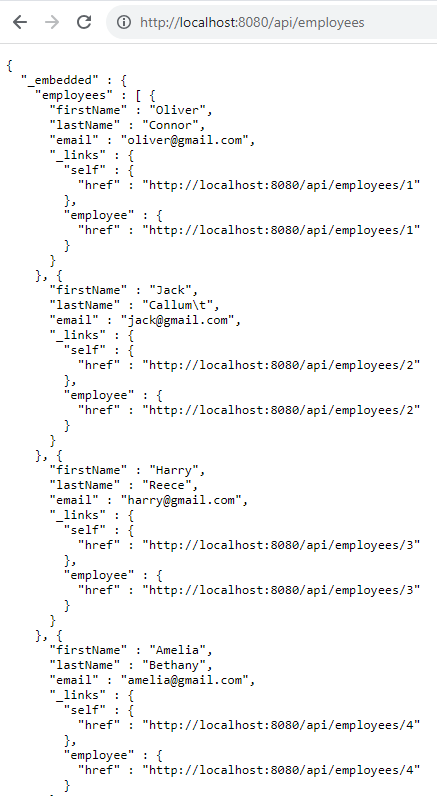 http://localhost:8080/api/employees
{
"_embedded" : {
"employees" : [ {
"firstName" : "Oliver",
"lastName" : "Connor",
"email" : "oliver@gmail.com",
"_links" : {
"self" : {
"href" : "http://localhost:8080/api/employees/1"
},
"employee" : {
"href" : "http://localhost:8080/api/employees/1"
}
}
}, {
"firstName" : "Jack",
"lastName" : "Callum\t",
"email" : "jack@gmail.com",
"_links" : {
"self" : {
"href" : "http://localhost:8080/api/employees/2"
},
"employee" : {
"href" : "http://localhost:8080/api/employees/2"
}
}
}, {
"firstName" : "Harry",
"lastName" : "Reece",
"email" : "harry@gmail.com",
"_links" : {
"self" : {
"href" : "http://localhost:8080/api/employees/3"
},
"employee" : {
"href" : "http://localhost:8080/api/employees/3"
}
}
}, {
"firstName" : "Amelia",
"lastName" : "Bethany",
"email" : "amelia@gmail.com",
"_links" : {
"self" : {
"href" : "http://localhost:8080/api/employees/4"
},
"employee" : {
"href" : "http://localhost:8080/api/employees/4"
}